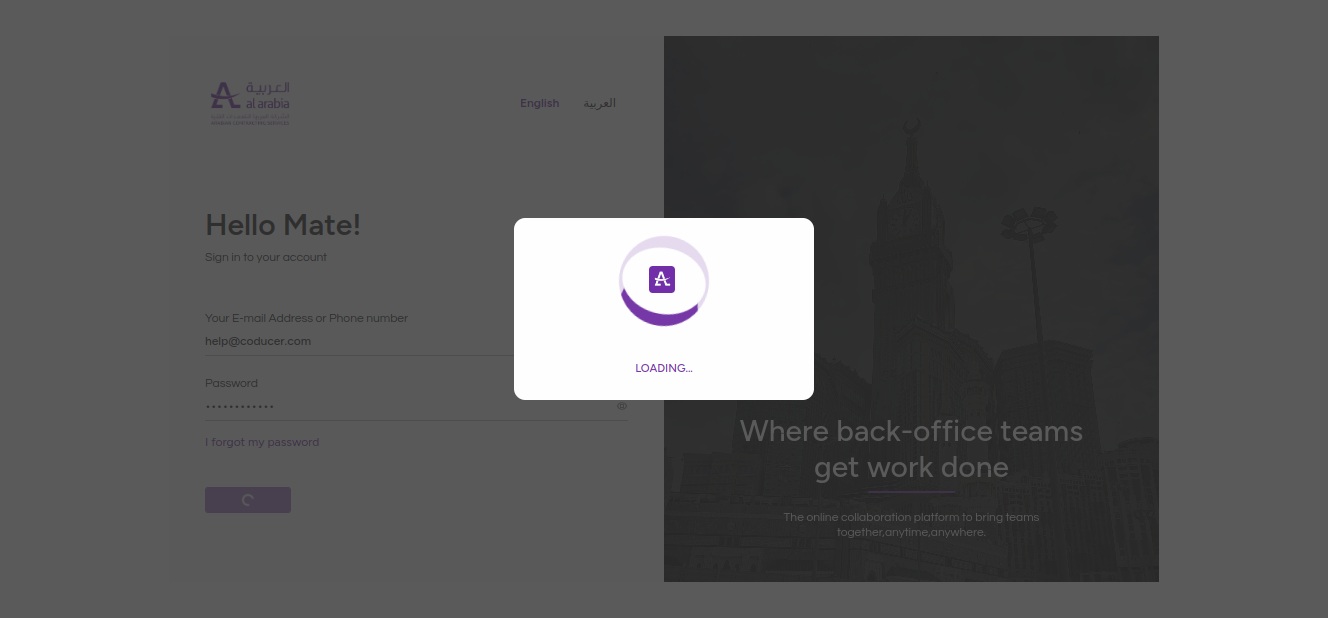 العربية
al arabia
English
العربية
Hello Mate!
Sign in to your account
Your E-mail Address or Phone number
help@coducer.com
Password
••••••••••••
I forgot my password
LOADING...
Where back-office teams
get work done
The online collaboration platform to bring teams
together,anytime,anywhere.